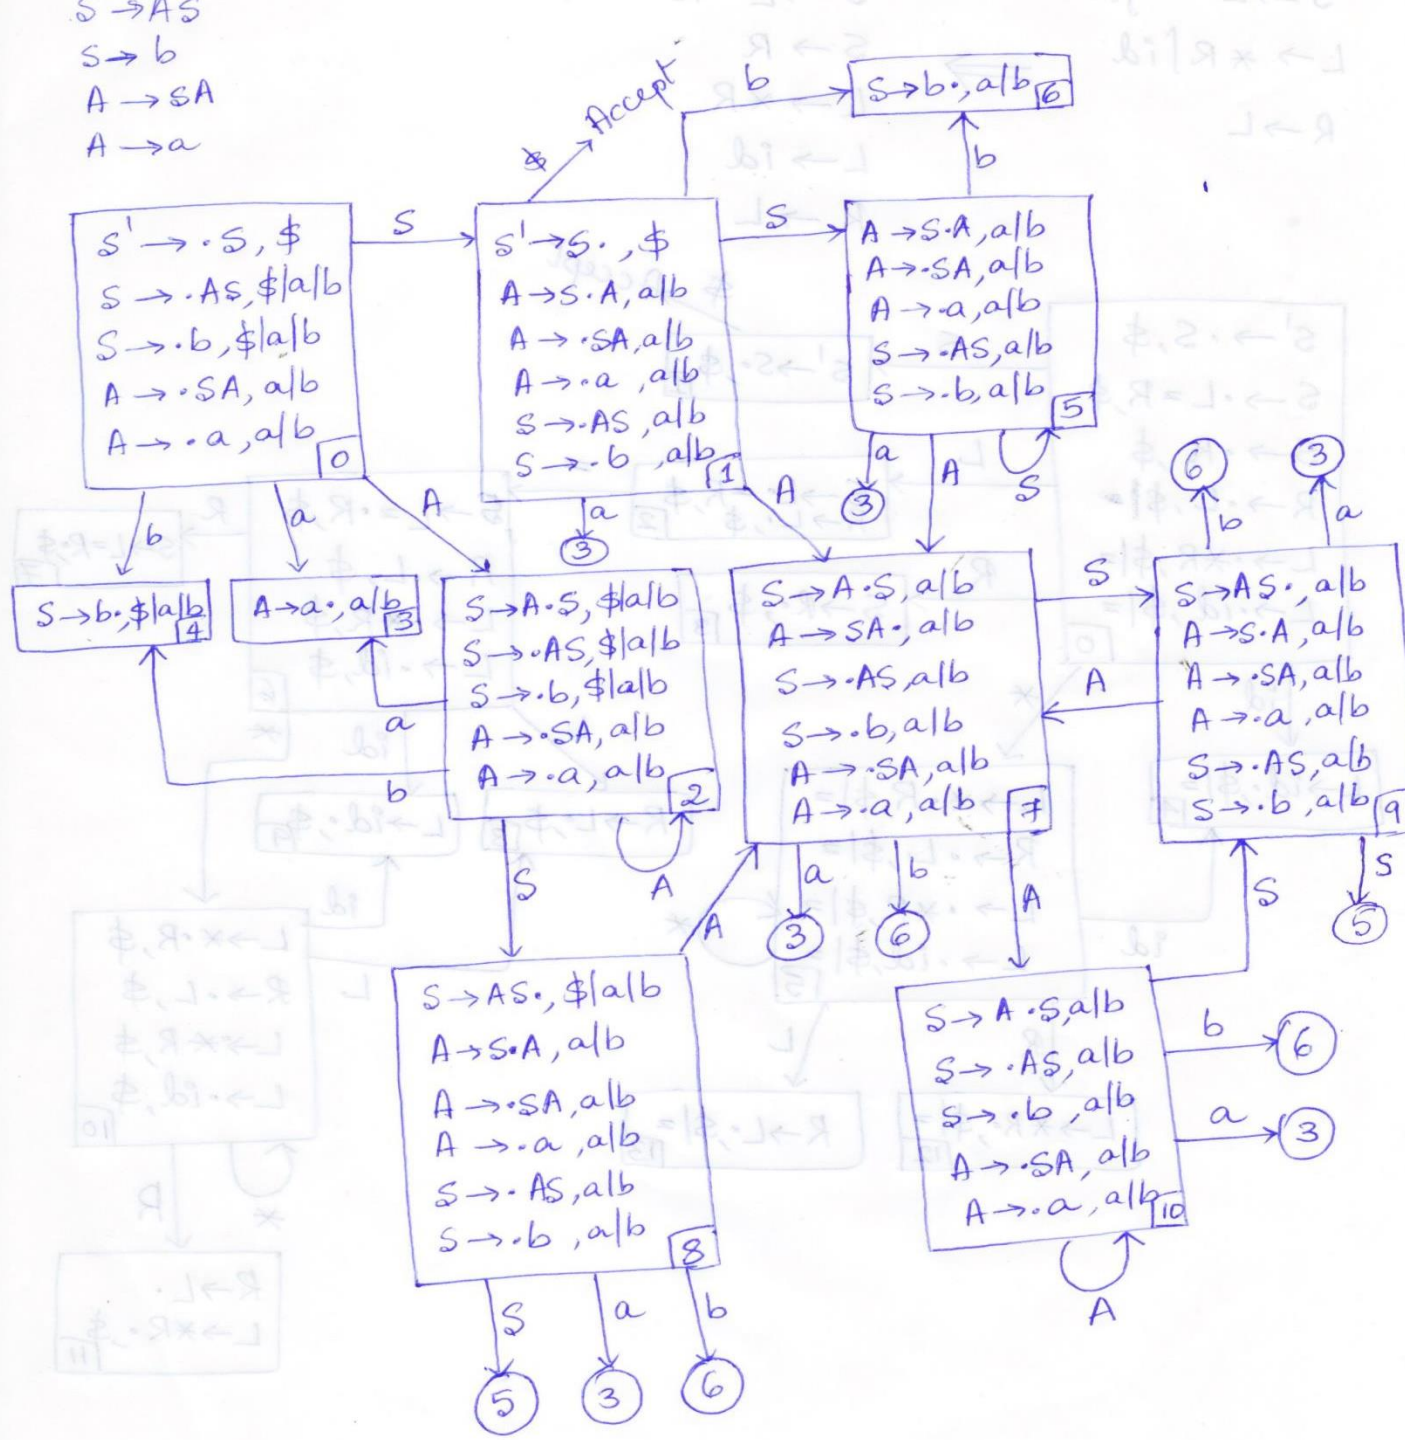 S → AS
S → b
A → SA
A → a
$ Accept
b
S → b·, a|b 6
b
S' → ·S, $
S → ·AS, $|a|b
S → ·b, $|a|b
A → ·SA, a|b
A → ·a, a|b
0
S
S' → S·, $
A → S·A, a|b
A → ·SA, a|b
A → ·a, a|b
S → ·AS, a|b
S → ·b, a|b
1
S
A → S·A, a|b
A → ·SA, a|b
A → ·a, a|b
S → ·AS, a|b
S → ·b, a|b
5
b
a
A
a
3
A
a
3
A
S
6
b
3
a
S → b·, $|a|b
4
A → a·, a|b
3
S → A·S, $|a|b
S → ·AS, $|a|b
S → ·b, $|a|b
A → ·SA, a|b
A → ·a, a|b
2
a
b
S
A
S → A·S, a|b
A → SA·, a|b
S → ·AS, a|b
S → ·b, a|b
A → ·SA, a|b
A → ·a, a|b
7
S
A
S → AS·, a|b
A → S·A, a|b
A → ·SA, a|b
A → ·a, a|b
S → ·AS, a|b
S → ·b, a|b
9
A
a
3
b
6
A
S
S
5
S → AS·, $|a|b
A → S·A, a|b
A → ·SA, a|b
A → ·a, a|b
S → ·AS, a|b
S → ·b, a|b
8
S → A·S, a|b
S → ·AS, a|b
S → ·b, a|b
A → ·SA, a|b
A → ·a, a|b
10
b
6
a
3
A
S
5
a
3
b
6